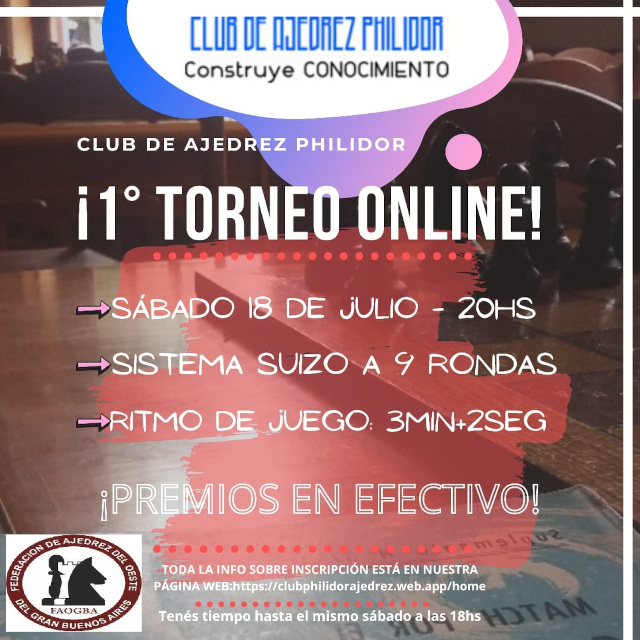 CLUB DE AJEDREZ PHILIDOR
Construye CONOCIMIENTO
CLUB DE AJEDREZ PHILIDOR
¡1° TORNEO ONLINE!
SÁBADO 18 DE JULIO - 20HS
SISTEMA SUIZO A 9 RONDAS
RITMO DE JUEGO: 3MIN+2SEG
¡PREMIOS EN EFECTIVO!
FEDERACION DE AJEDREZ DEL OESTE
DEL GRAN BUENOS AIRES
FAOGBA
TODA LA INFO SOBRE INSCRIPCIÓN ESTÁ EN NUESTRA
PÁGINA WEB:https://clubphilidorajedrez.web.app/home
Tenés tiempo hasta el mismo sábado a las 18hs
MATCH